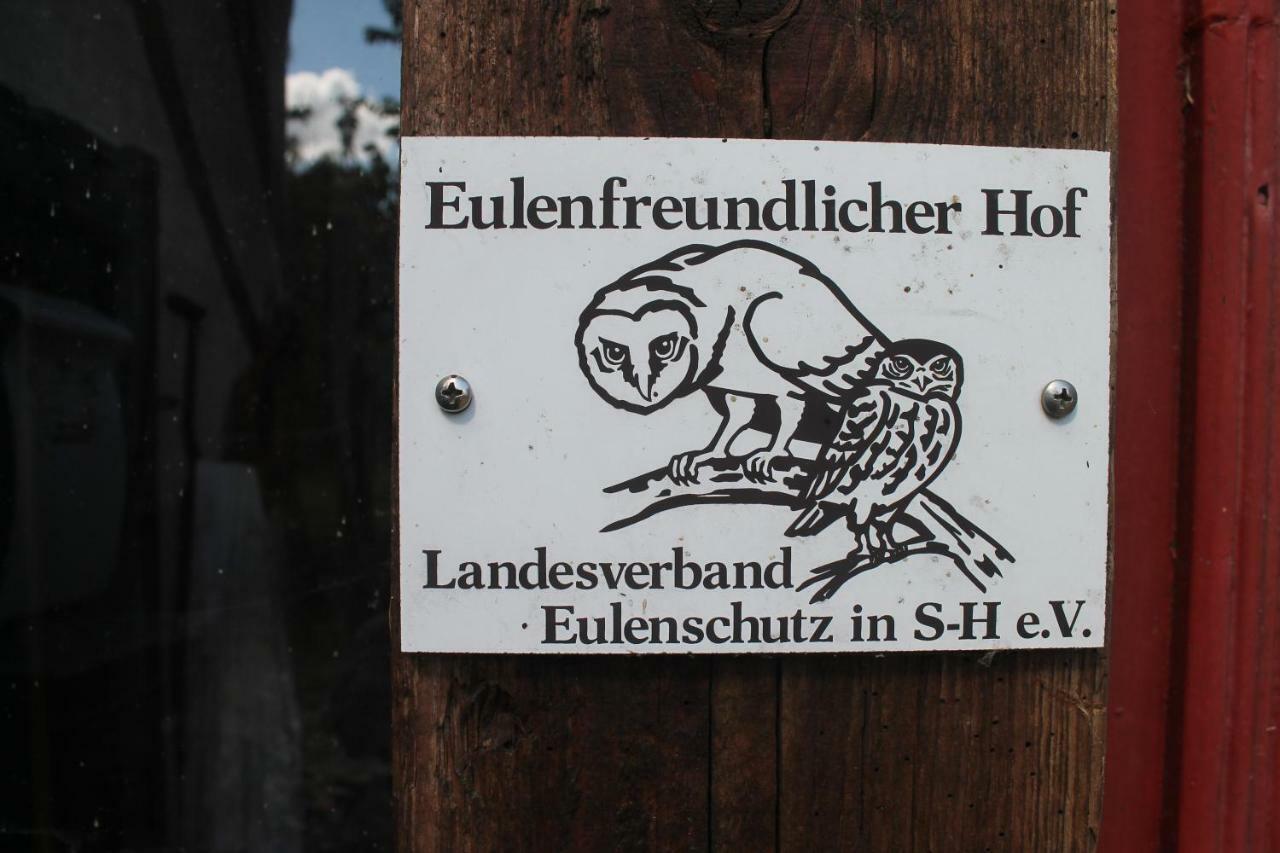 Eulenfreundlicher Hof
Landesverband
Eulenschutz in S-H e.V.